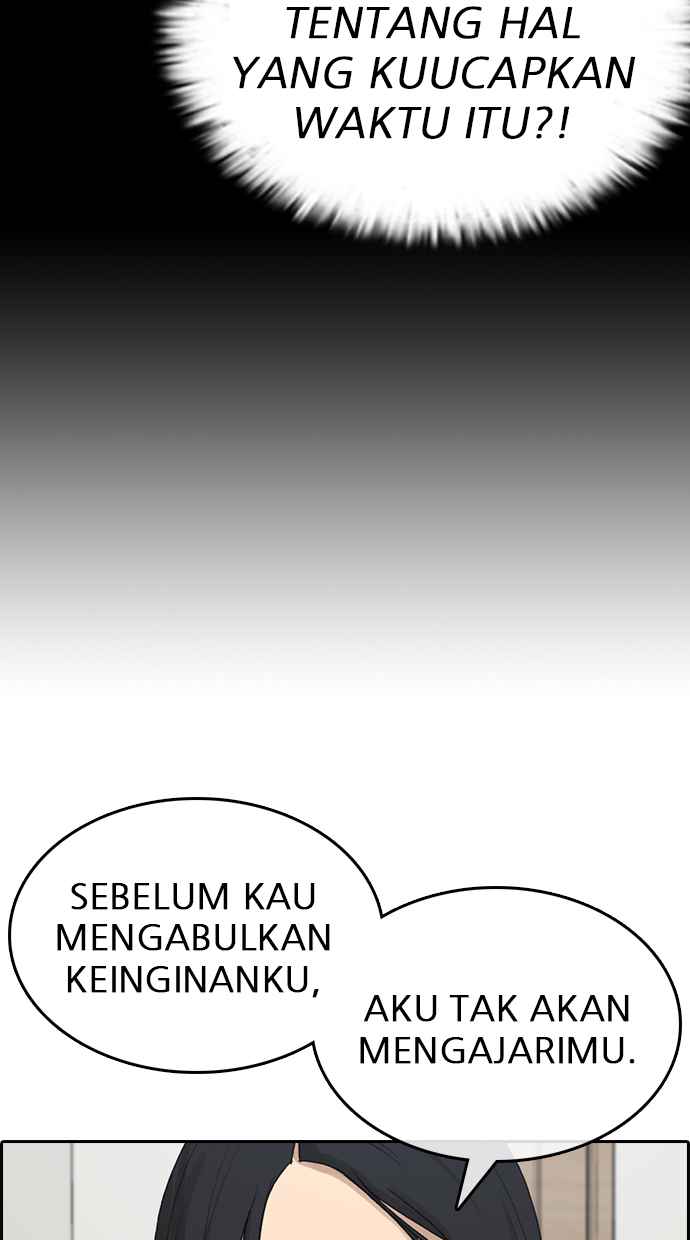 TENTANG HAL
YANG KUUCAPKAN
WAKTU ITU?!
SEBELUM KAU
MENGABULKAN
KEINGINANKU,
AKU TAK AKAN
MENGAJARIMU.